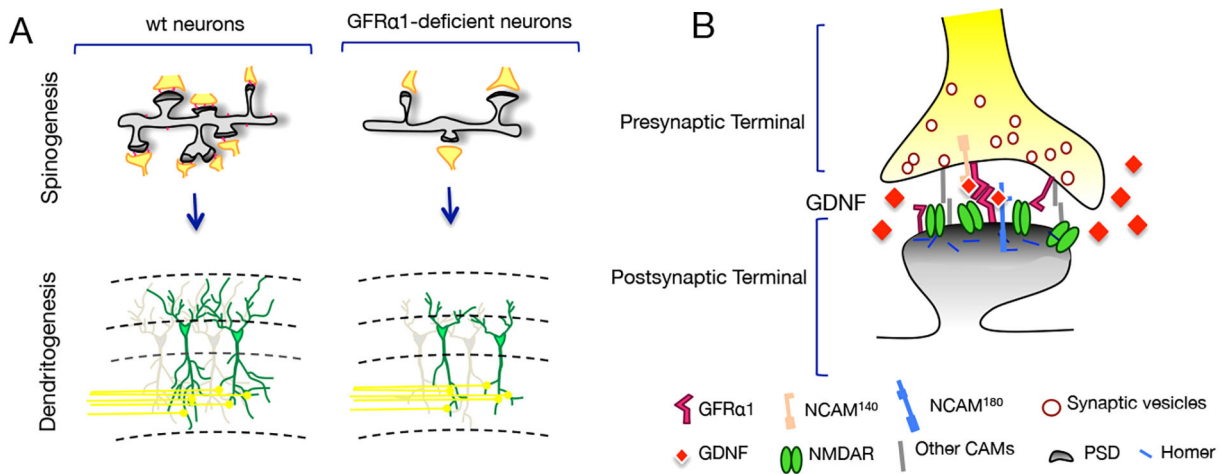 A
wt neurons
GFRα1-deficient neurons
Spinogenesis
Dendritogenesis
B
Presynaptic Terminal
GDNF
Postsynaptic Terminal
GFRα1
NCAM¹⁴⁰
NCAM¹⁸⁰
Synaptic vesicles
GDNF
NMDAR
Other CAMs
PSD
Homer